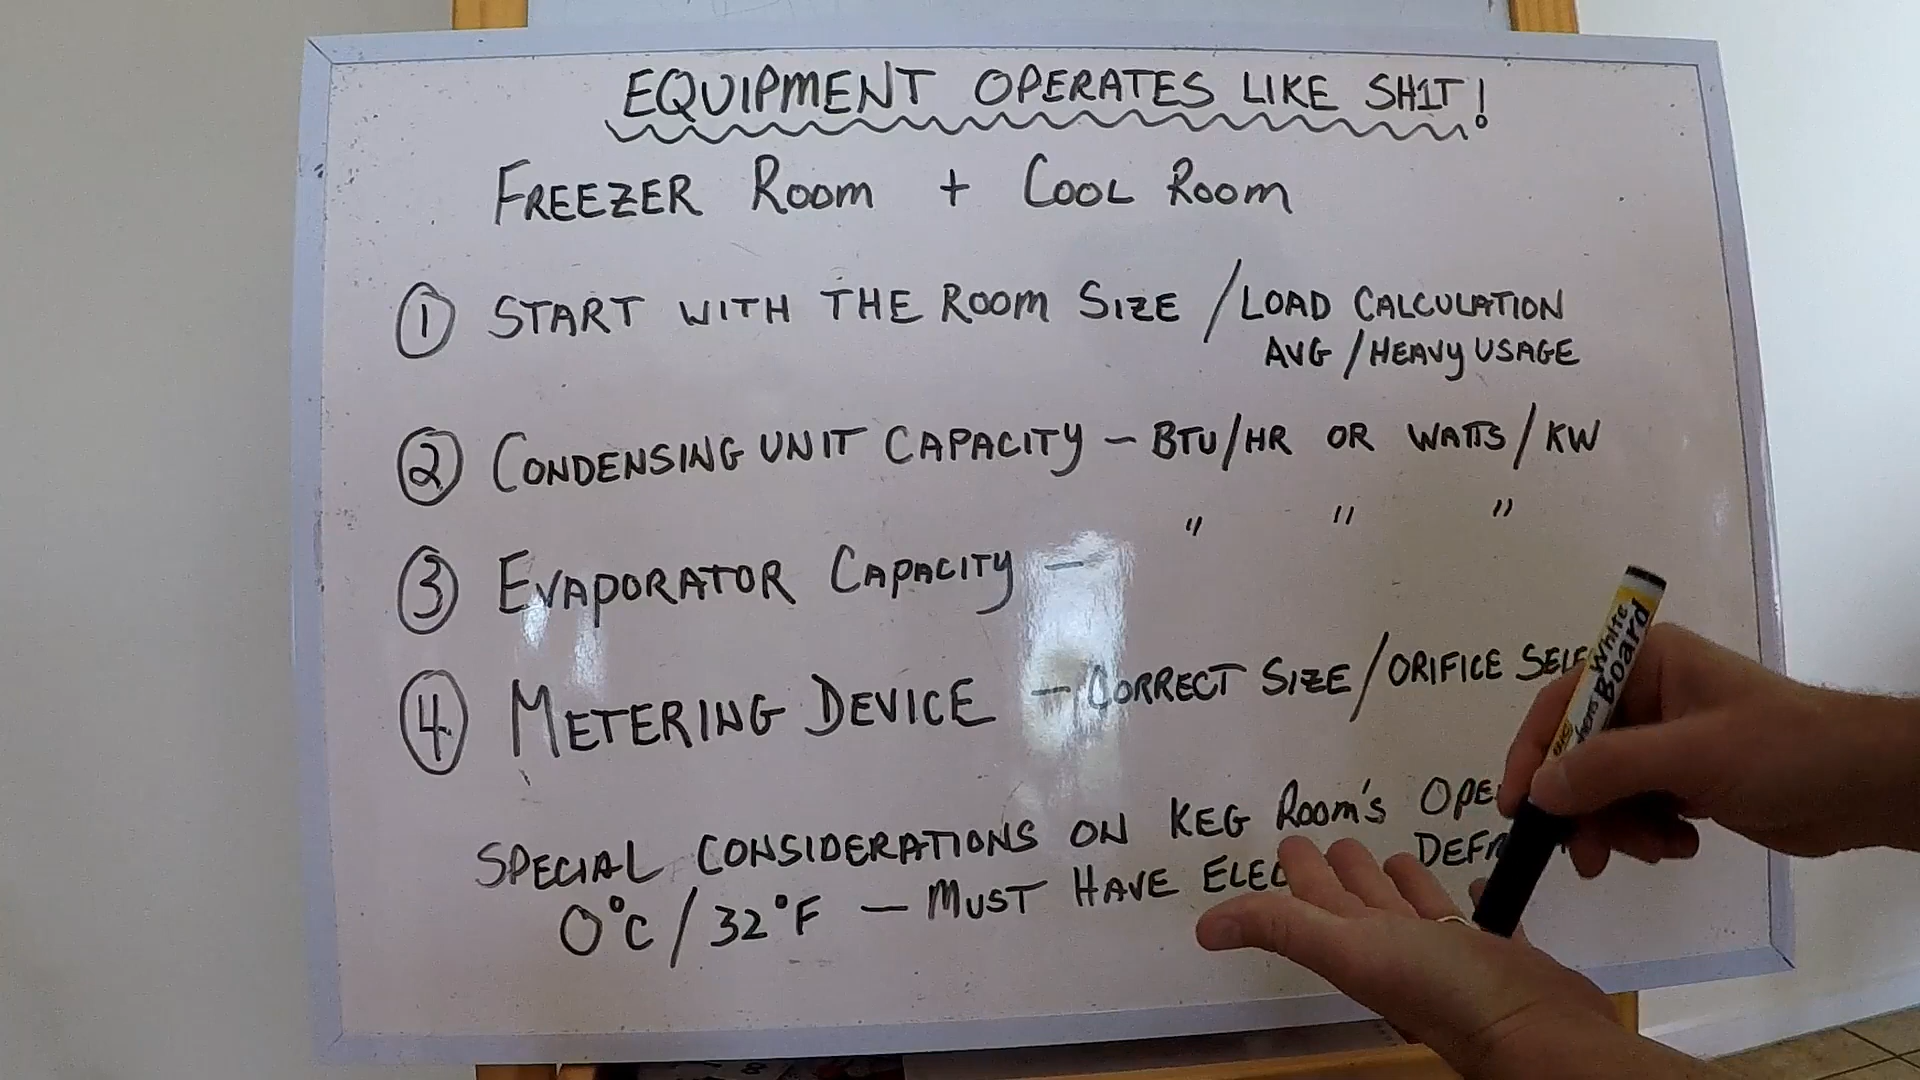 EQUIPMENT OPERATES LIKE SH1T!
FREEZER ROOM + COOL ROOM
1 START WITH THE ROOM SIZE / LOAD CALCULATION
AVG / HEAVY USAGE
2 CONDENSING UNIT CAPACITY - BTU/HR OR WATTS / KW
3 EVAPORATOR CAPACITY - " " "
4 METERING DEVICE - CORRECT SIZE / ORIFICE
SPECIAL CONSIDERATIONS ON KEG ROOM'S
0°C / 32°F - MUST HAVE
White
Board